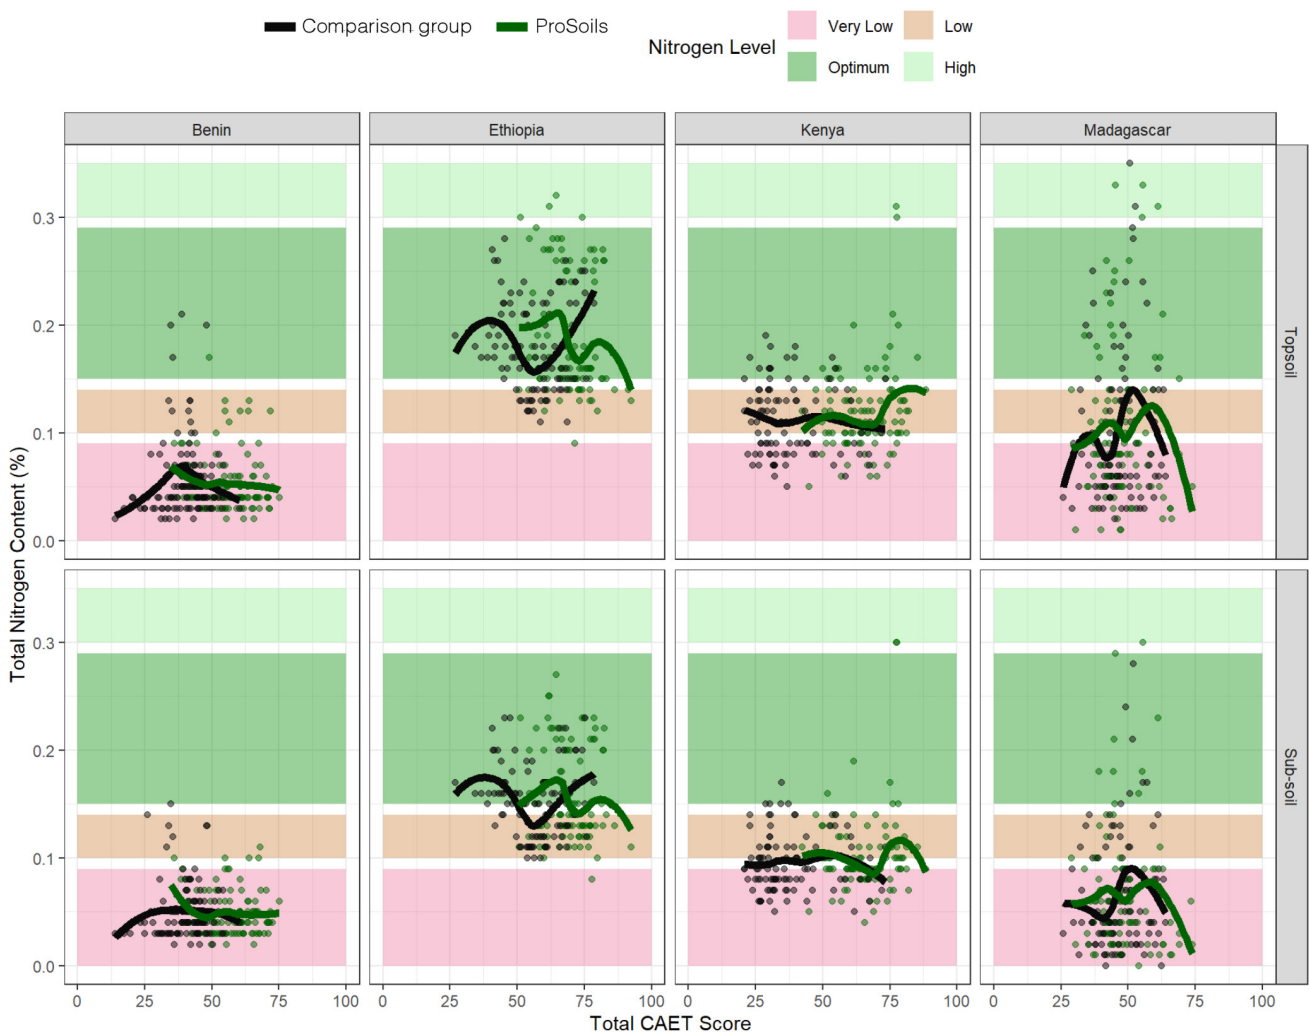 Comparison group ProSoils
Nitrogen Level
Very Low Low
Optimum High
Benin Ethiopia Kenya Madagascar
Topsoil
Sub-soil
Total Nitrogen Content (%)
0.3
0.2
0.1
0.0
0.3
0.2
0.1
0.0
0 25 50 75 100 0 25 50 75 100 0 25 50 75 100 0 25 50 75 100
Total CAET Score